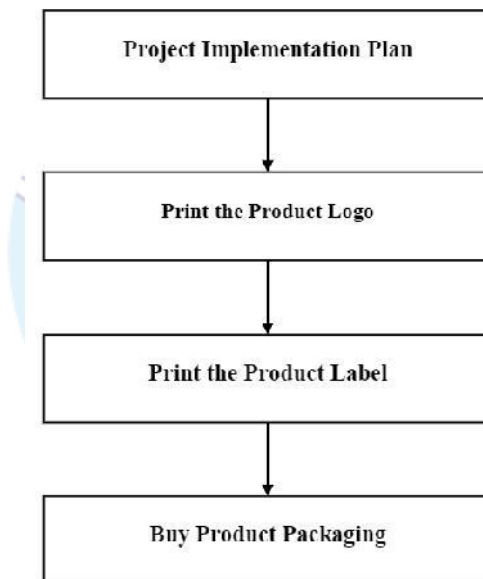 Project Implementation Plan
Print the Product Logo
Print the Product Label
Buy Product Packaging